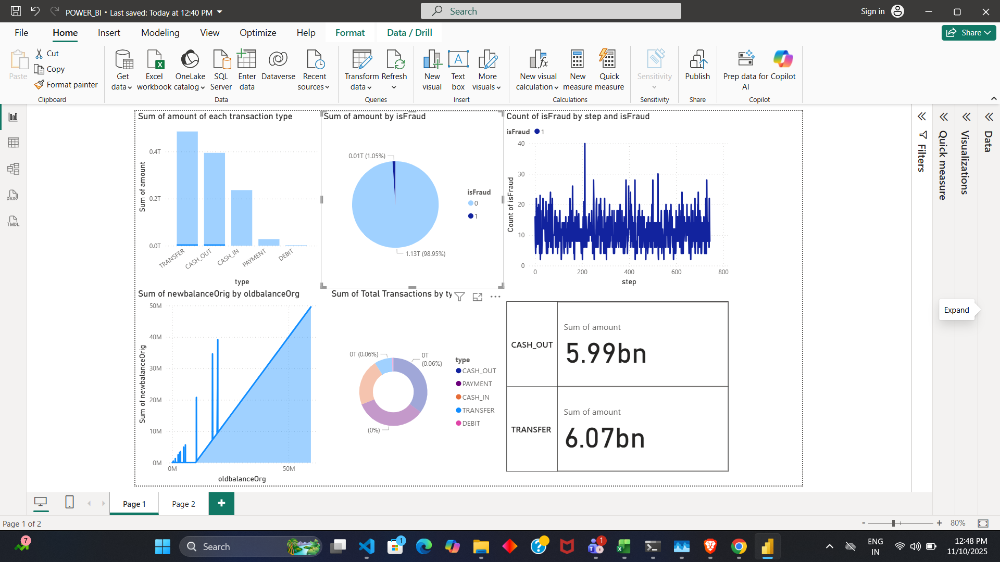 POWER_BI • Last saved: Today at 12:40 PM
Search
Sign in
File
Home
Insert
Modeling
View
Optimize
Help
Format
Data / Drill
Share
Paste
Cut
Copy
Format painter
Clipboard
Get data
Excel workbook
OneLake catalog
SQL Server
Enter data
Dataverse
Recent sources
Data
Transform data
Refresh
Queries
New visual
Text box
More visuals
Insert
New visual calculation
New measure
Quick measure
Calculations
Sensitivity
Sensitivity
Publish
Share
Prep data for AI
Copilot
Copilot
DAX
TMDL
Sum of amount of each transaction type
Sum of amount
0.4T
0.2T
0.0T
TRANSFER
CASH_OUT
CASH_IN
PAYMENT
DEBIT
type
Sum of amount by isFraud
0.01T (1.05%)
1.13T (98.95%)
isFraud
0
1
Count of isFraud by step and isFraud
isFraud
1
Count of isFraud
40
30
20
10
0
0
200
400
600
800
step
Sum of newbalanceOrig by oldbalanceOrg
Sum of newbalanceOrig
50M
40M
30M
20M
10M
0M
0M
50M
oldbalanceOrg
Sum of Total Transactions by ty
0T (0.06%)
0T
(0.06%)
(0%)
type
CASH_OUT
PAYMENT
CASH_IN
TRANSFER
DEBIT
CASH_OUT
Sum of amount
5.99bn
TRANSFER
Sum of amount
6.07bn
Filters
Quick measure
Visualizations
Data
Expand
Page 1
Page 2
+
Page 1 of 2
- + 80%
7
Search
1
1
ENG
IN
12:48 PM
11/10/2025